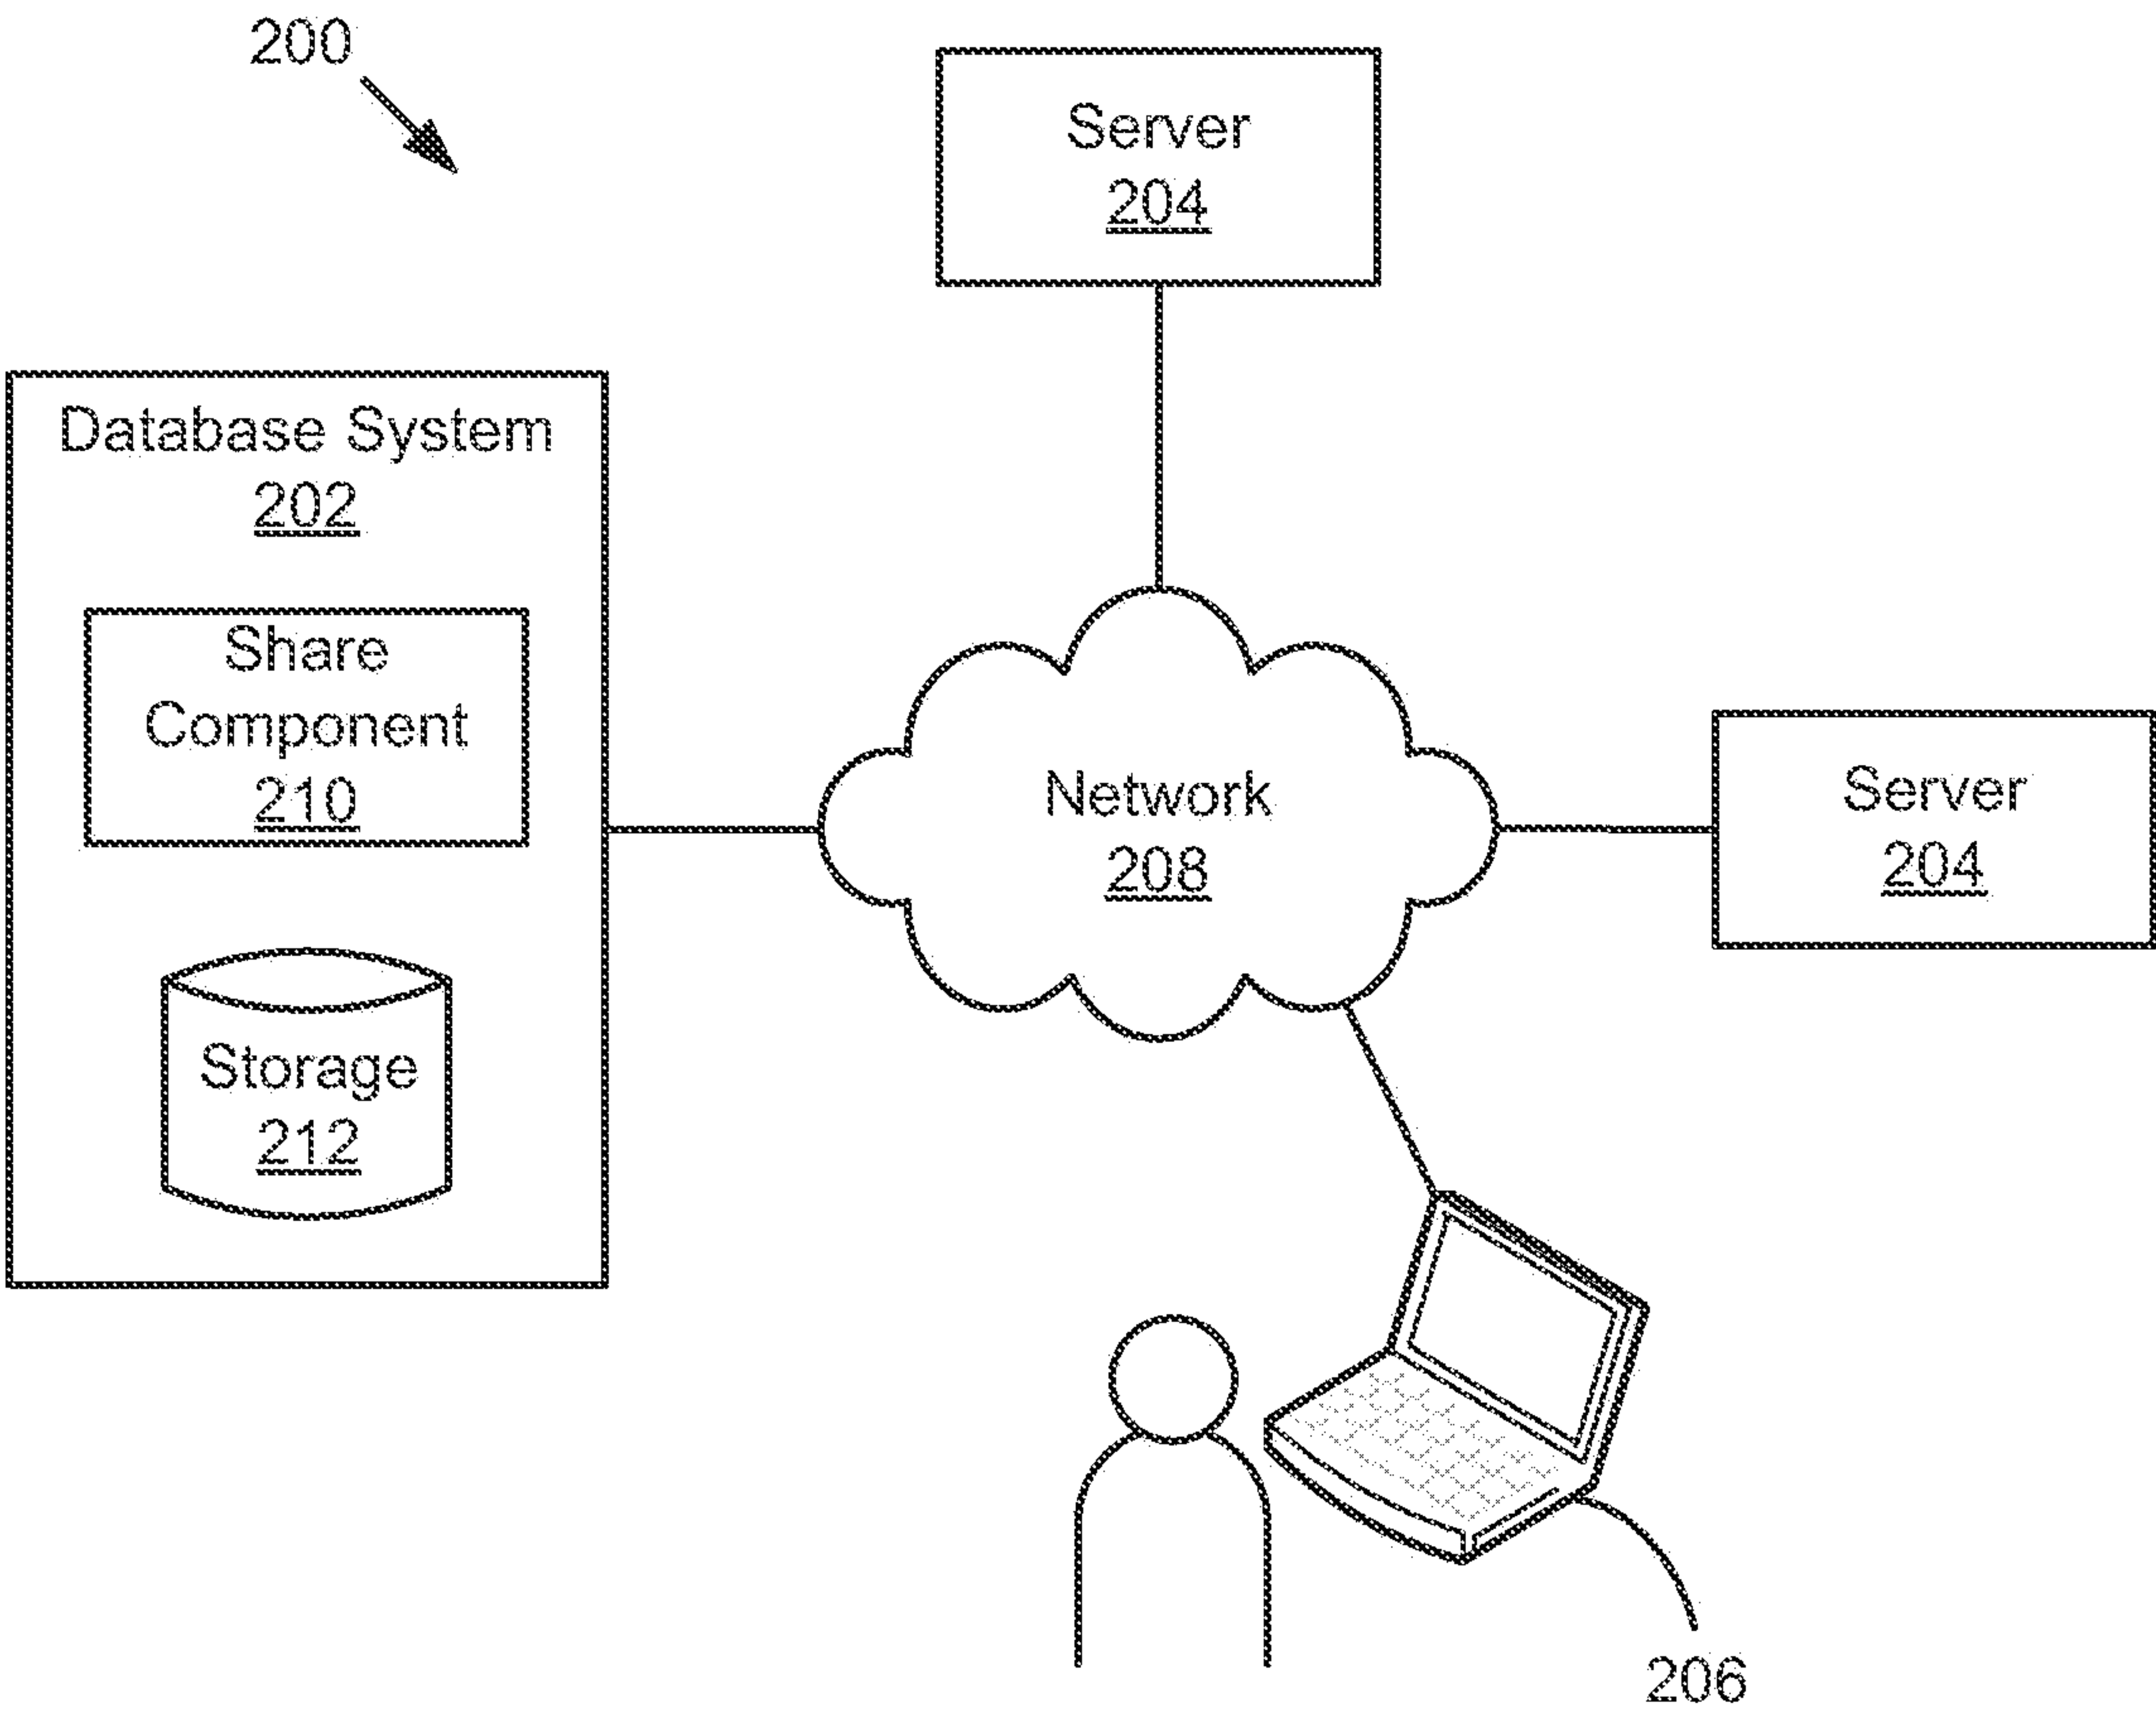 200
Server
204
Database System
202
Share
Component
210
Storage
212
Network
208
Server
204
206